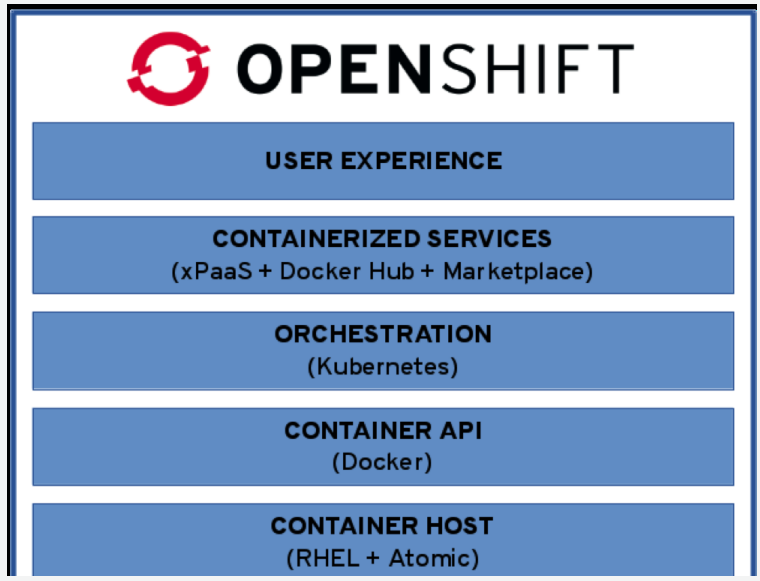 OPENSHIFT
USER EXPERIENCE
CONTAINERIZED SERVICES
(xPaaS + Docker Hub + Marketplace)
ORCHESTRATION
(Kubernetes)
CONTAINER API
(Docker)
CONTAINER HOST
(RHEL + Atomic)